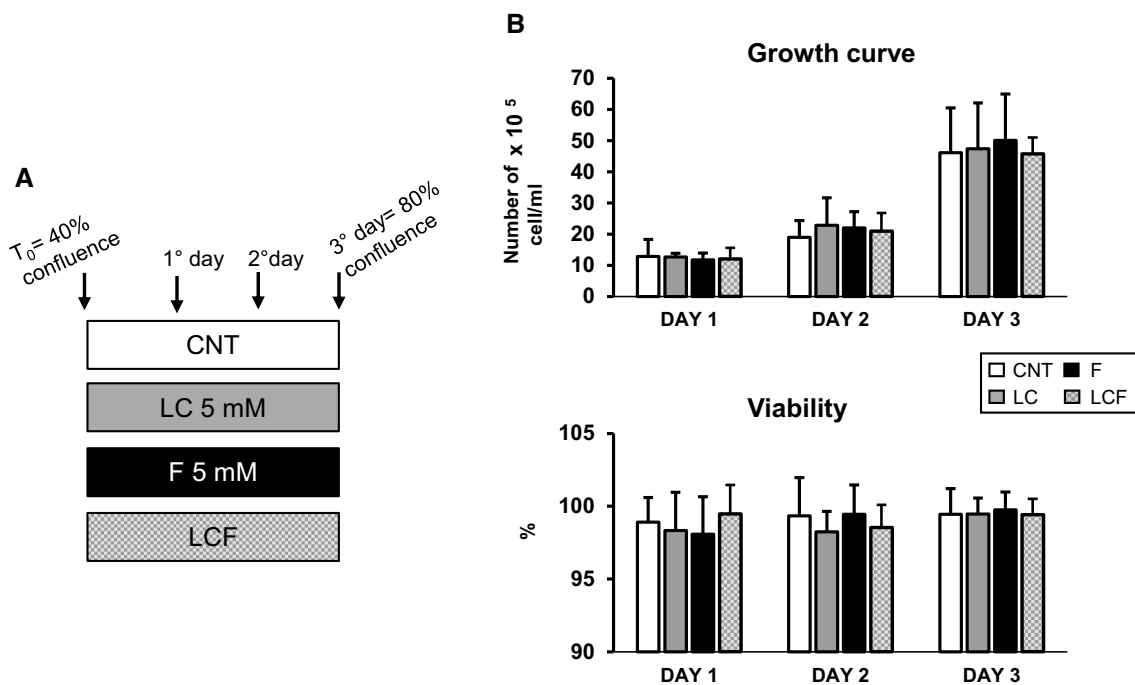 A
T0= 40%
confluence
1° day
2°day
3° day= 80%
confluence
CNT
LC 5 mM
F 5 mM
LCF
B
Growth curve
Number of
x 10 5
cell/ml
70
60
50
40
30
20
10
0
DAY 1
DAY 2
DAY 3
CNT
F
LC
LCF
Viability
%
105
100
95
90
DAY 1
DAY 2
DAY 3